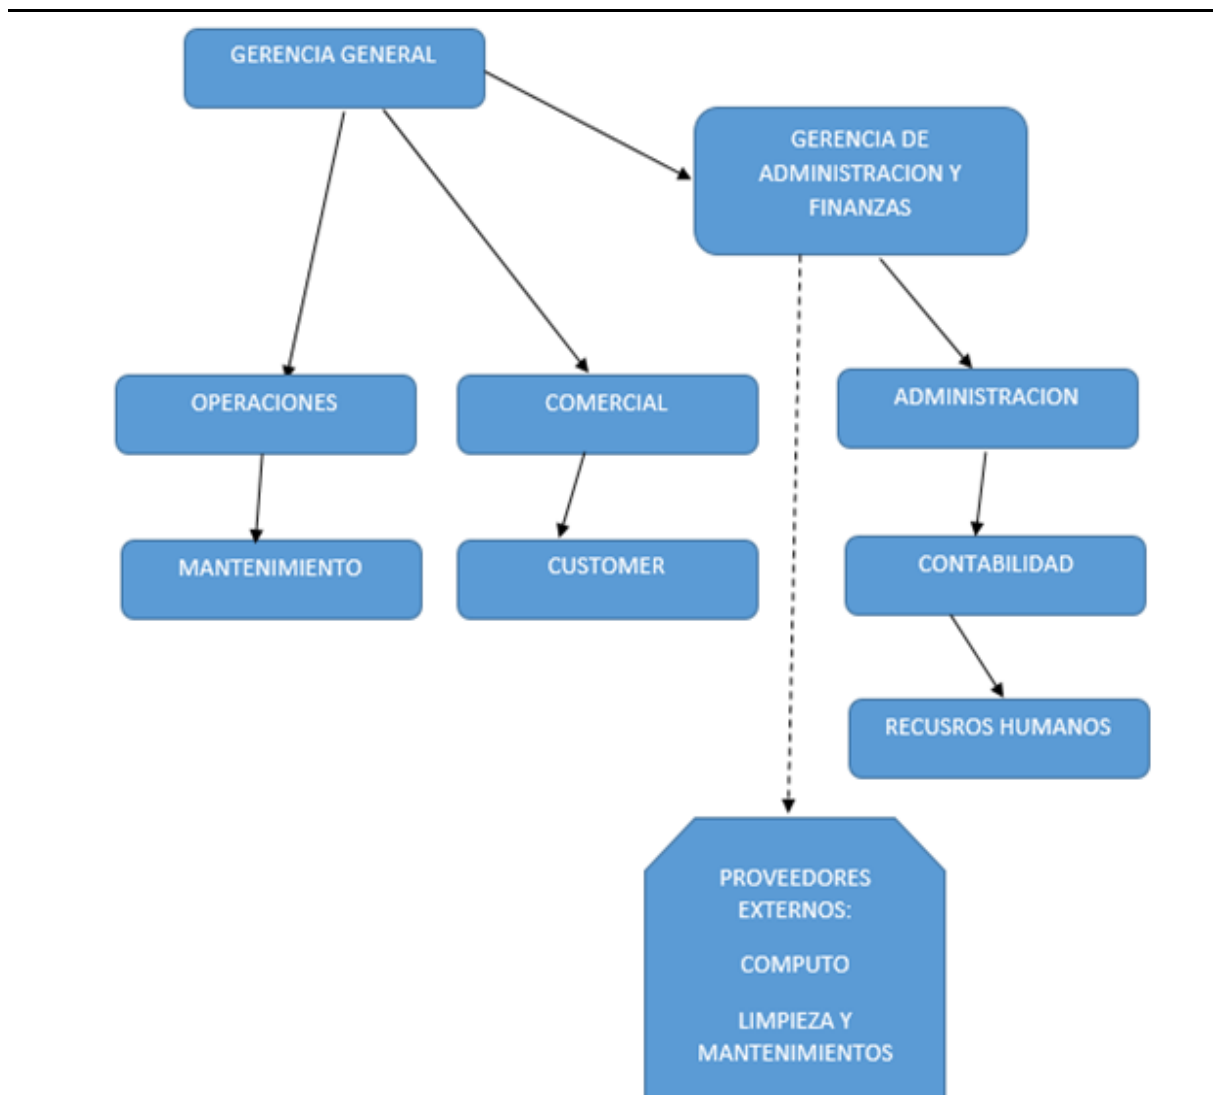 GERENCIA GENERAL
GERENCIA DE
ADMINISTRACION Y
FINANZAS
OPERACIONES
COMERCIAL
ADMINISTRACION
MANTENIMIENTO
CUSTOMER
CONTABILIDAD
RECUSROS HUMANOS
PROVEEDORES
EXTERNOS:
COMPUTO
LIMPIEZA Y
MANTENIMIENTOS